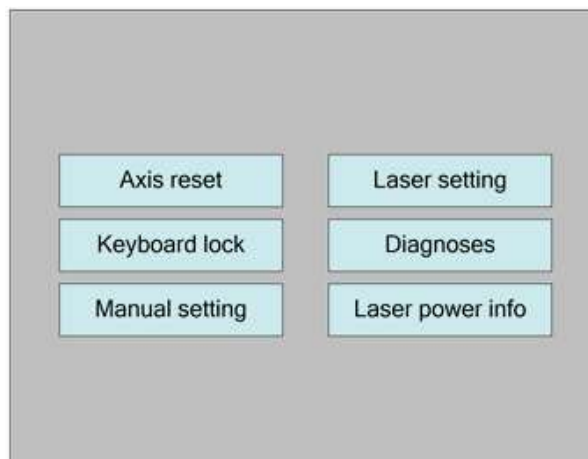 Axis reset
Laser setting
Keyboard lock
Diagnoses
Manual setting
Laser power info